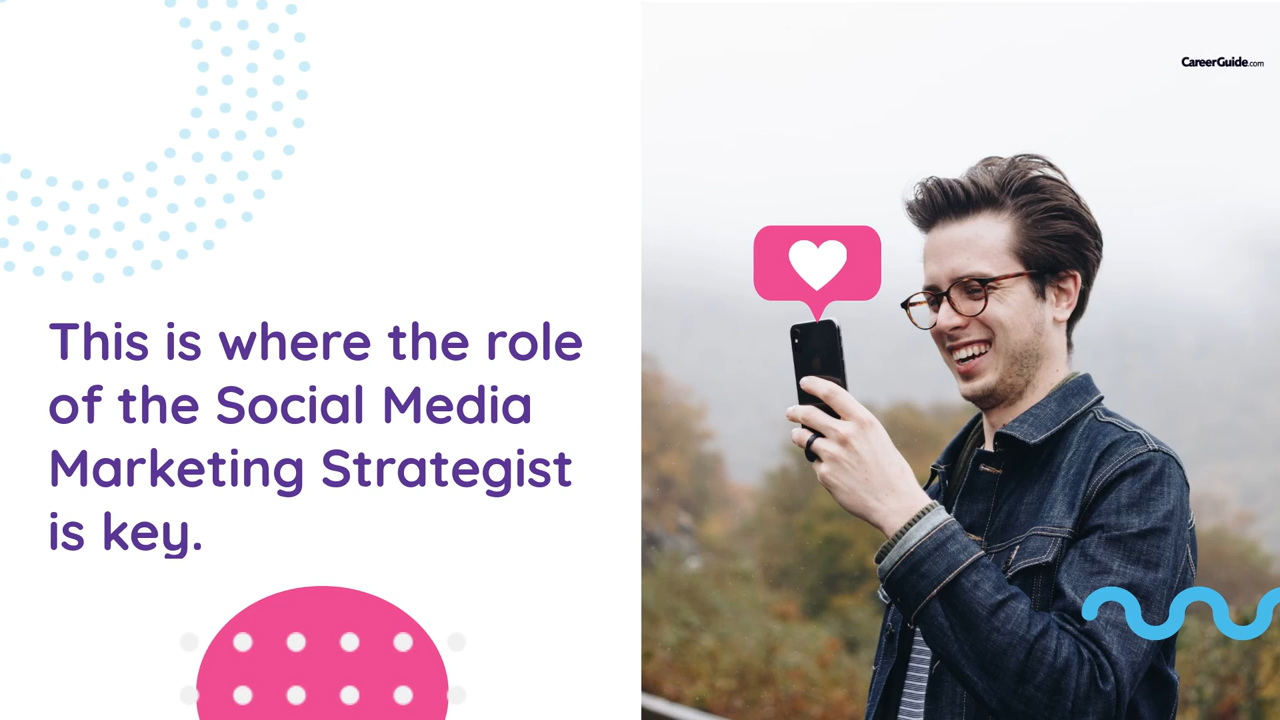 CareerGuide.com
This is where the role
of the Social Media
Marketing Strategist
is key.